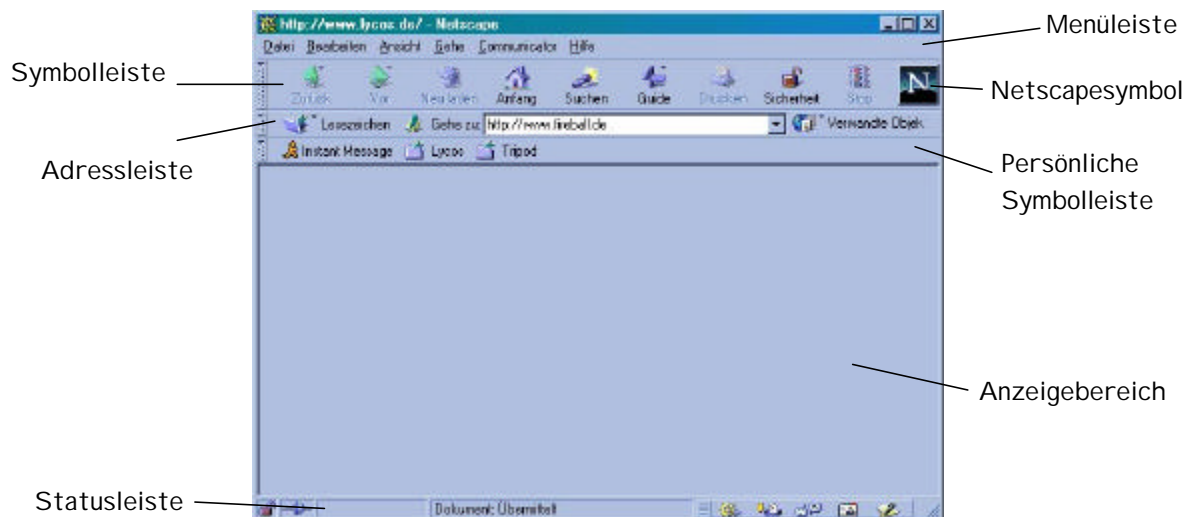 http://www.lycos.de/ - Netscape
Menüleiste
Datei Bearbeiten Ansicht Gehe Communicator Hilfe
Symbolleiste
Zurück Vor Neu laden Anfang Suchen Guide Drucken Sicherheit Stop N
Netscapesymbol
Lesezeichen Gehe zu: http://www.fireball.de Verwandte Objek
Adressleiste
Instant Message Lycos Tripod
Persönliche
Symbolleiste
Anzeigebereich
Statusleiste
Dokument: Übermittelt